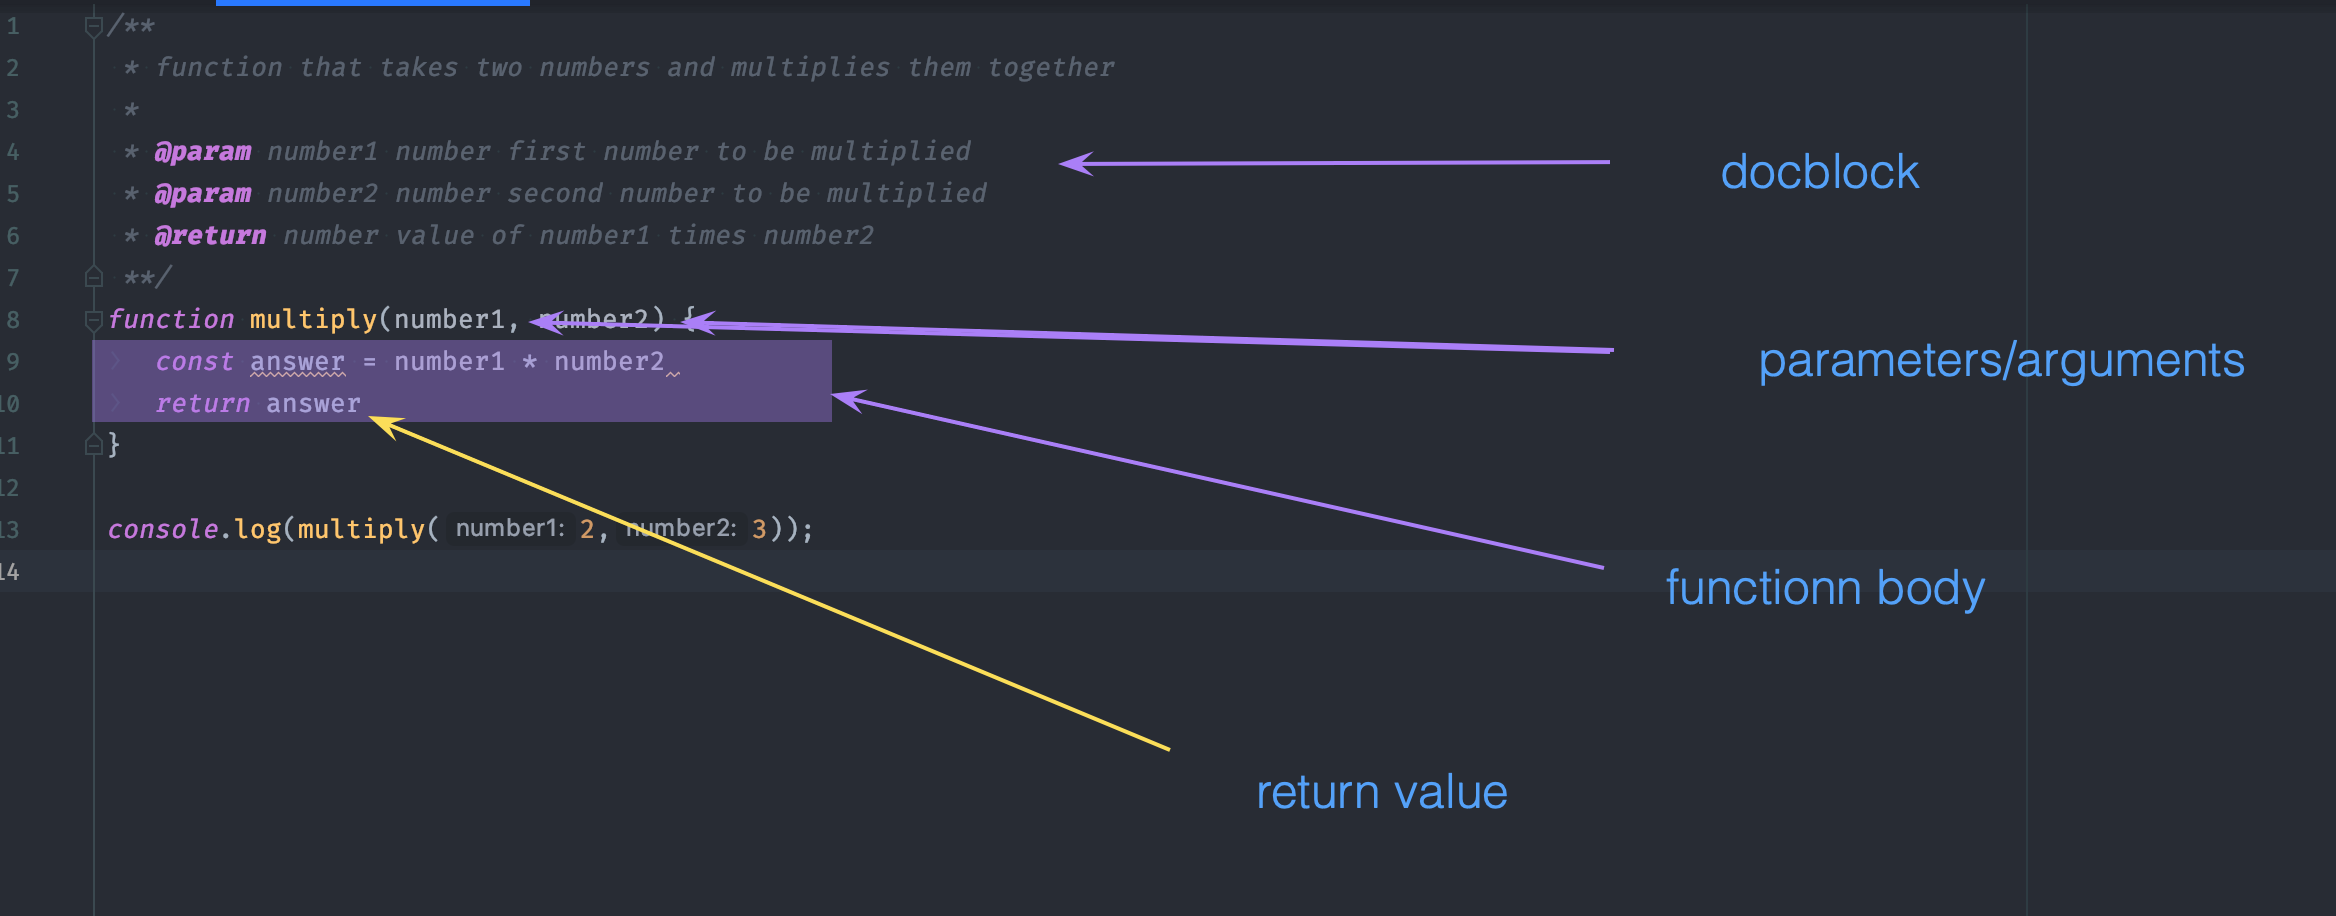 1 /**
2 * function that takes two numbers and multiplies them together
3 *
4 * @param number1 number first number to be multiplied
docblock
5 * @param number2 number second number to be multiplied
6 * @return number value of number1 times number2
7 **/
8 function multiply(number1, number2) {
parameters/arguments
9 const answer = number1 * number2
10 return answer
11 }
12
13 console.log(multiply( number1: 2, number2: 3));
14
functionn body
return value